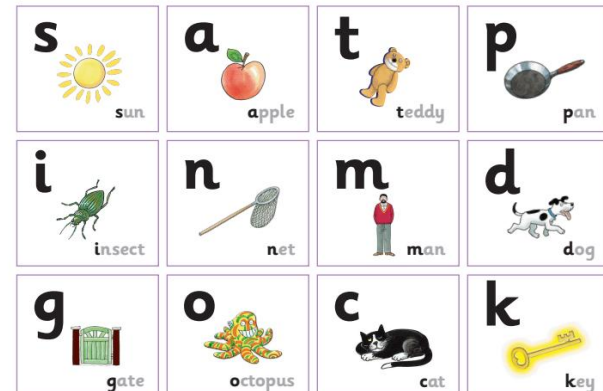 s a t p
sun apple teddy pan
i n m d
insect net man dog
g o c k
gate octopus cat key